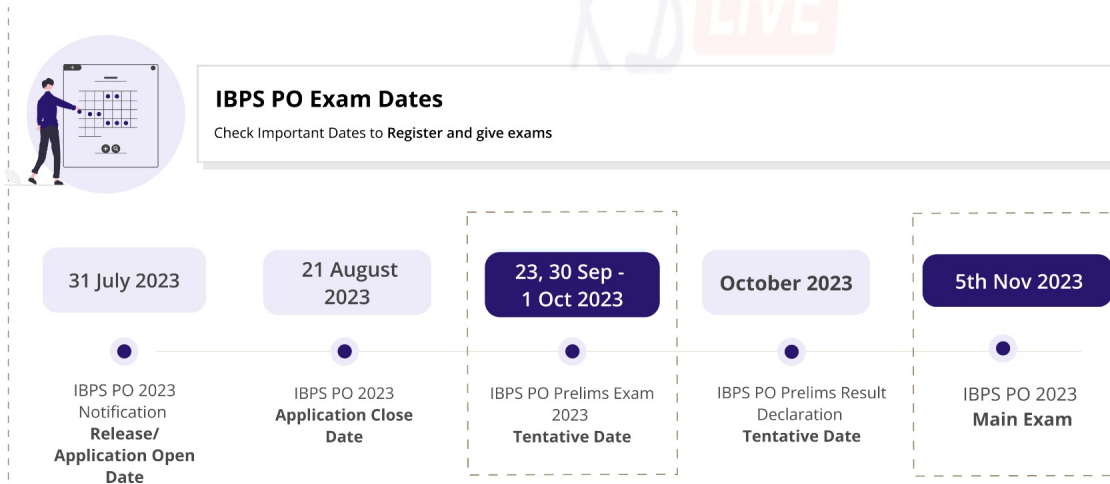 LIVE
IBPS PO Exam Dates
Check Important Dates to Register and give exams
31 July 2023
21 August
2023
23, 30 Sep -
1 Oct 2023
October 2023
5th Nov 2023
IBPS PO 2023
Notification
Release/
Application Open
Date
IBPS PO 2023
Application Close
Date
IBPS PO Prelims Exam
2023
Tentative Date
IBPS PO Prelims Result
Declaration
Tentative Date
IBPS PO 2023
Main Exam